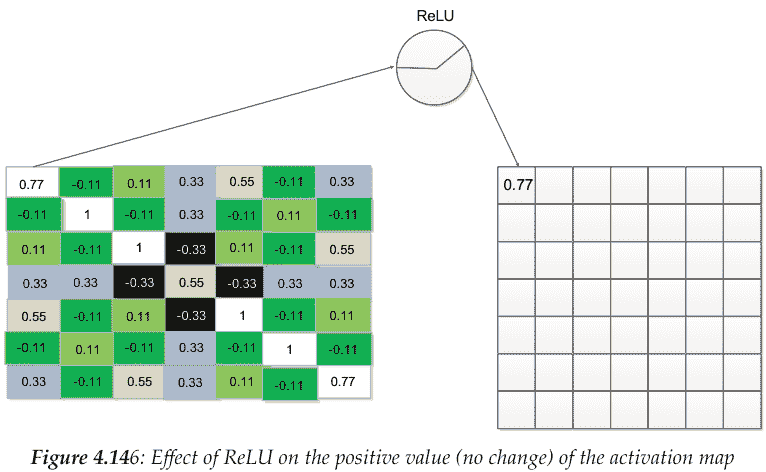 ReLU
0.77 -0.11 0.11 0.33 0.55 -0.11 0.33
0.77
-0.11 1 -0.11 0.33 -0.11 0.11 -0.11
0.11 -0.11 1 -0.33 0.11 -0.11 0.55
0.33 0.33 -0.33 0.55 -0.33 0.33 0.33
0.55 -0.11 0.11 -0.33 1 -0.11 0.11
-0.11 0.11 -0.11 0.33 -0.11 1 -0.11
0.33 -0.11 0.55 0.33 0.11 -0.11 0.77
Figure 4.146: Effect of ReLU on the positive value (no change) of the activation map